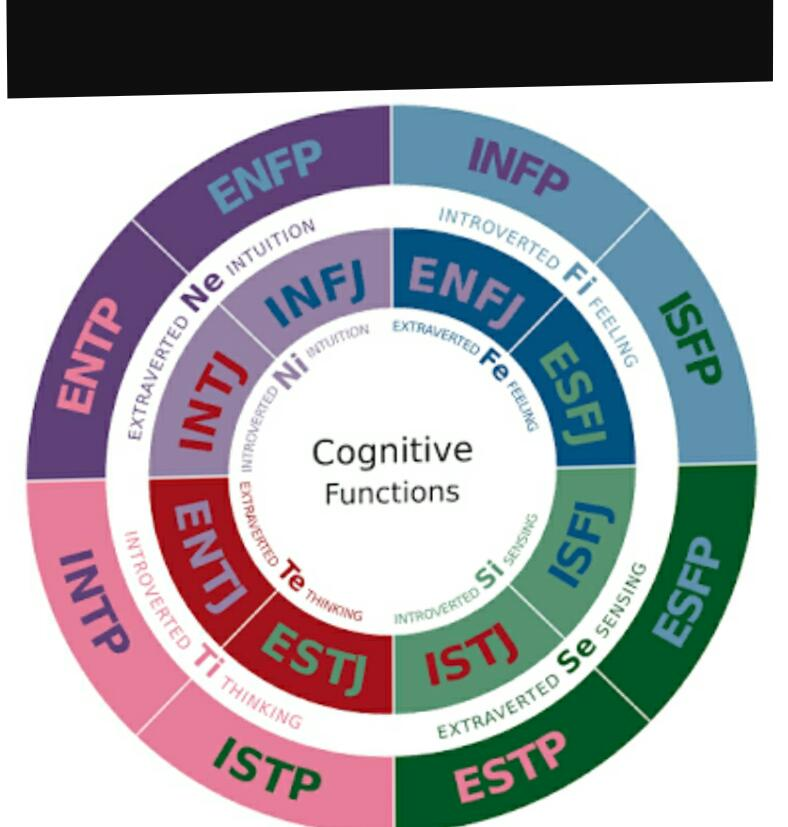 ENFP
INFP
ENTP
EXTRAVERTED Ne INTUITION
INTROVERTED Fi FEELING
ISFP
INFJ
ENFJ
INTJ
INTROVERTED Ni INTUITION
EXTRAVERTED Fe FEELING
ESFJ
Cognitive
Functions
ENTJ
EXTRAVERTED Te THINKING
INTROVERTED Si SENSING
ISFJ
INTP
ESTJ
ISTJ
ESFP
INTROVERTED Ti THINKING
EXTRAVERTED Se SENSING
ISTP
ESTP